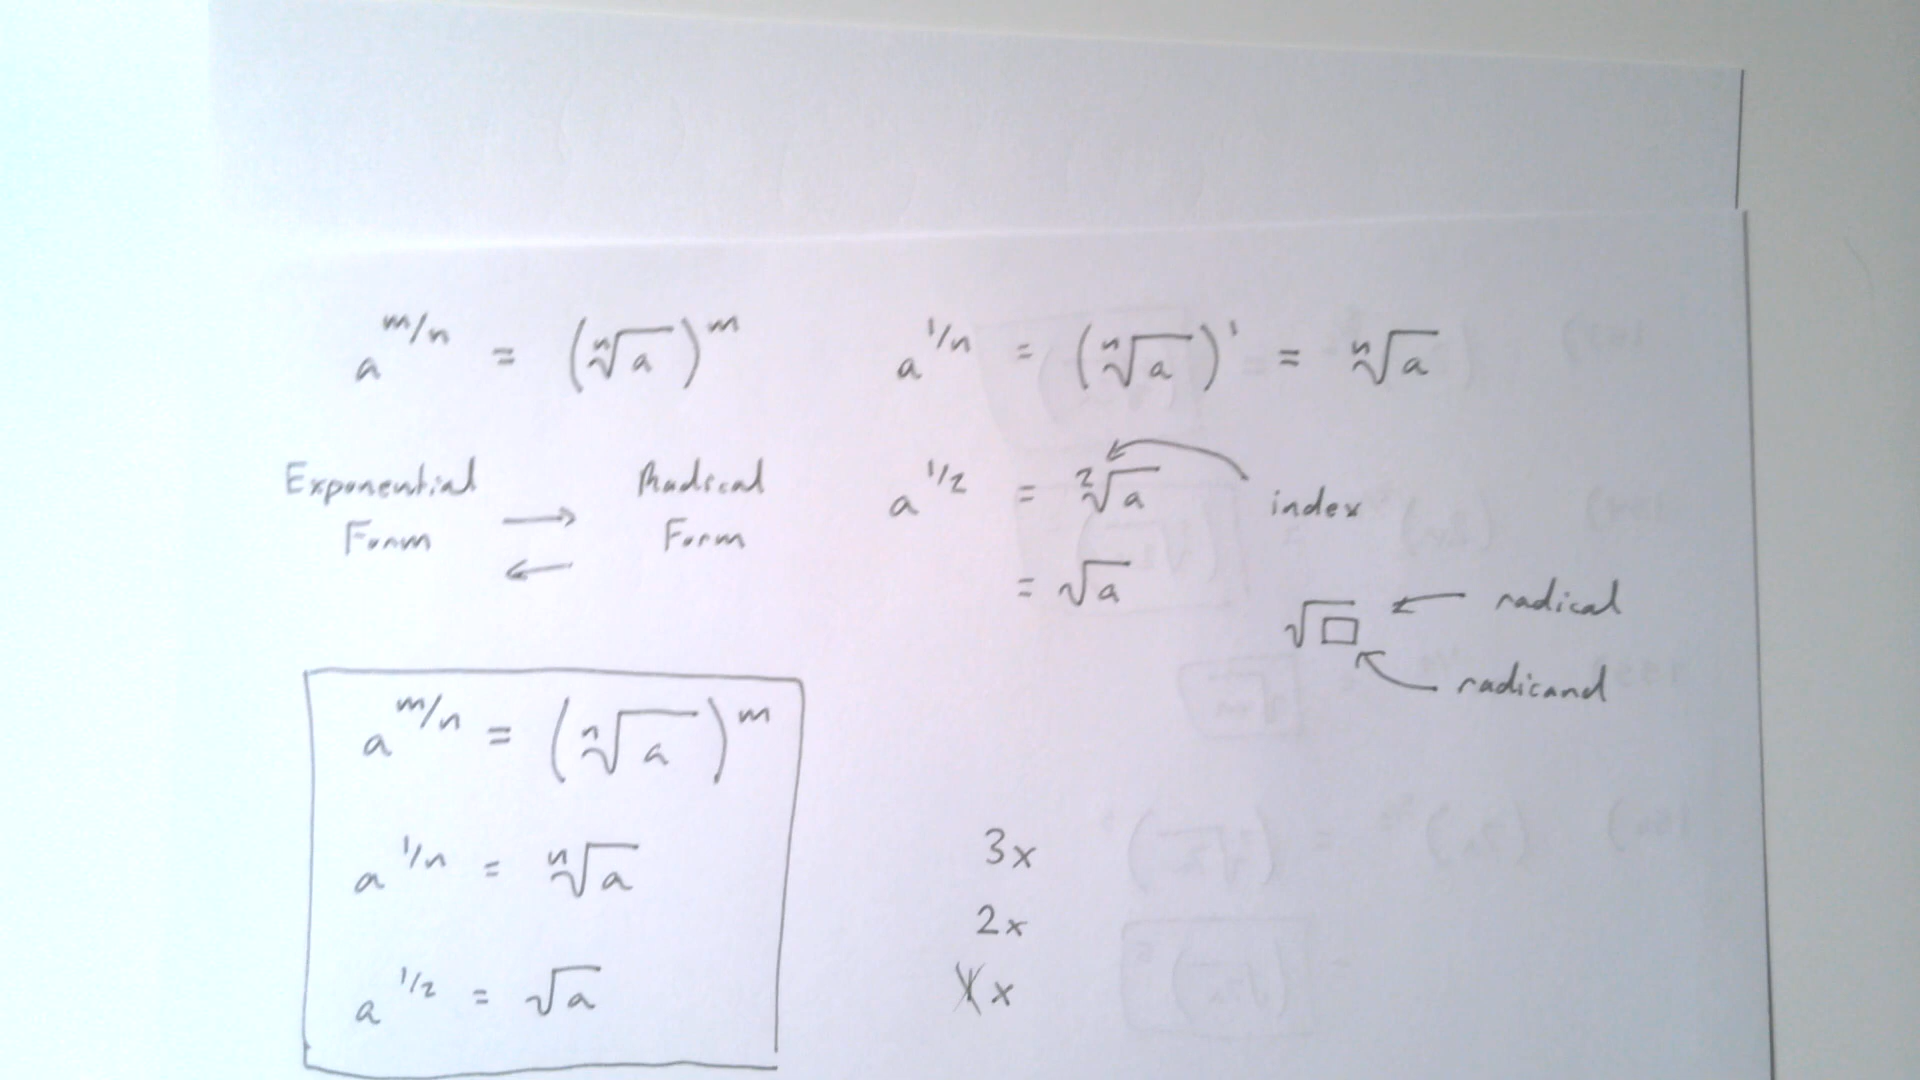 a^(m/n) = (ⁿ√a)^m
a^(1/n) = (ⁿ√a)^1 = ⁿ√a
Exponential Form → ← Radical Form
a^(1/2) = ²√a
index
= √a
√□
radical
radicand
a^(m/n) = (ⁿ√a)^m
a^(1/n) = ⁿ√a
a^(1/2) = √a
3x
2x
1x